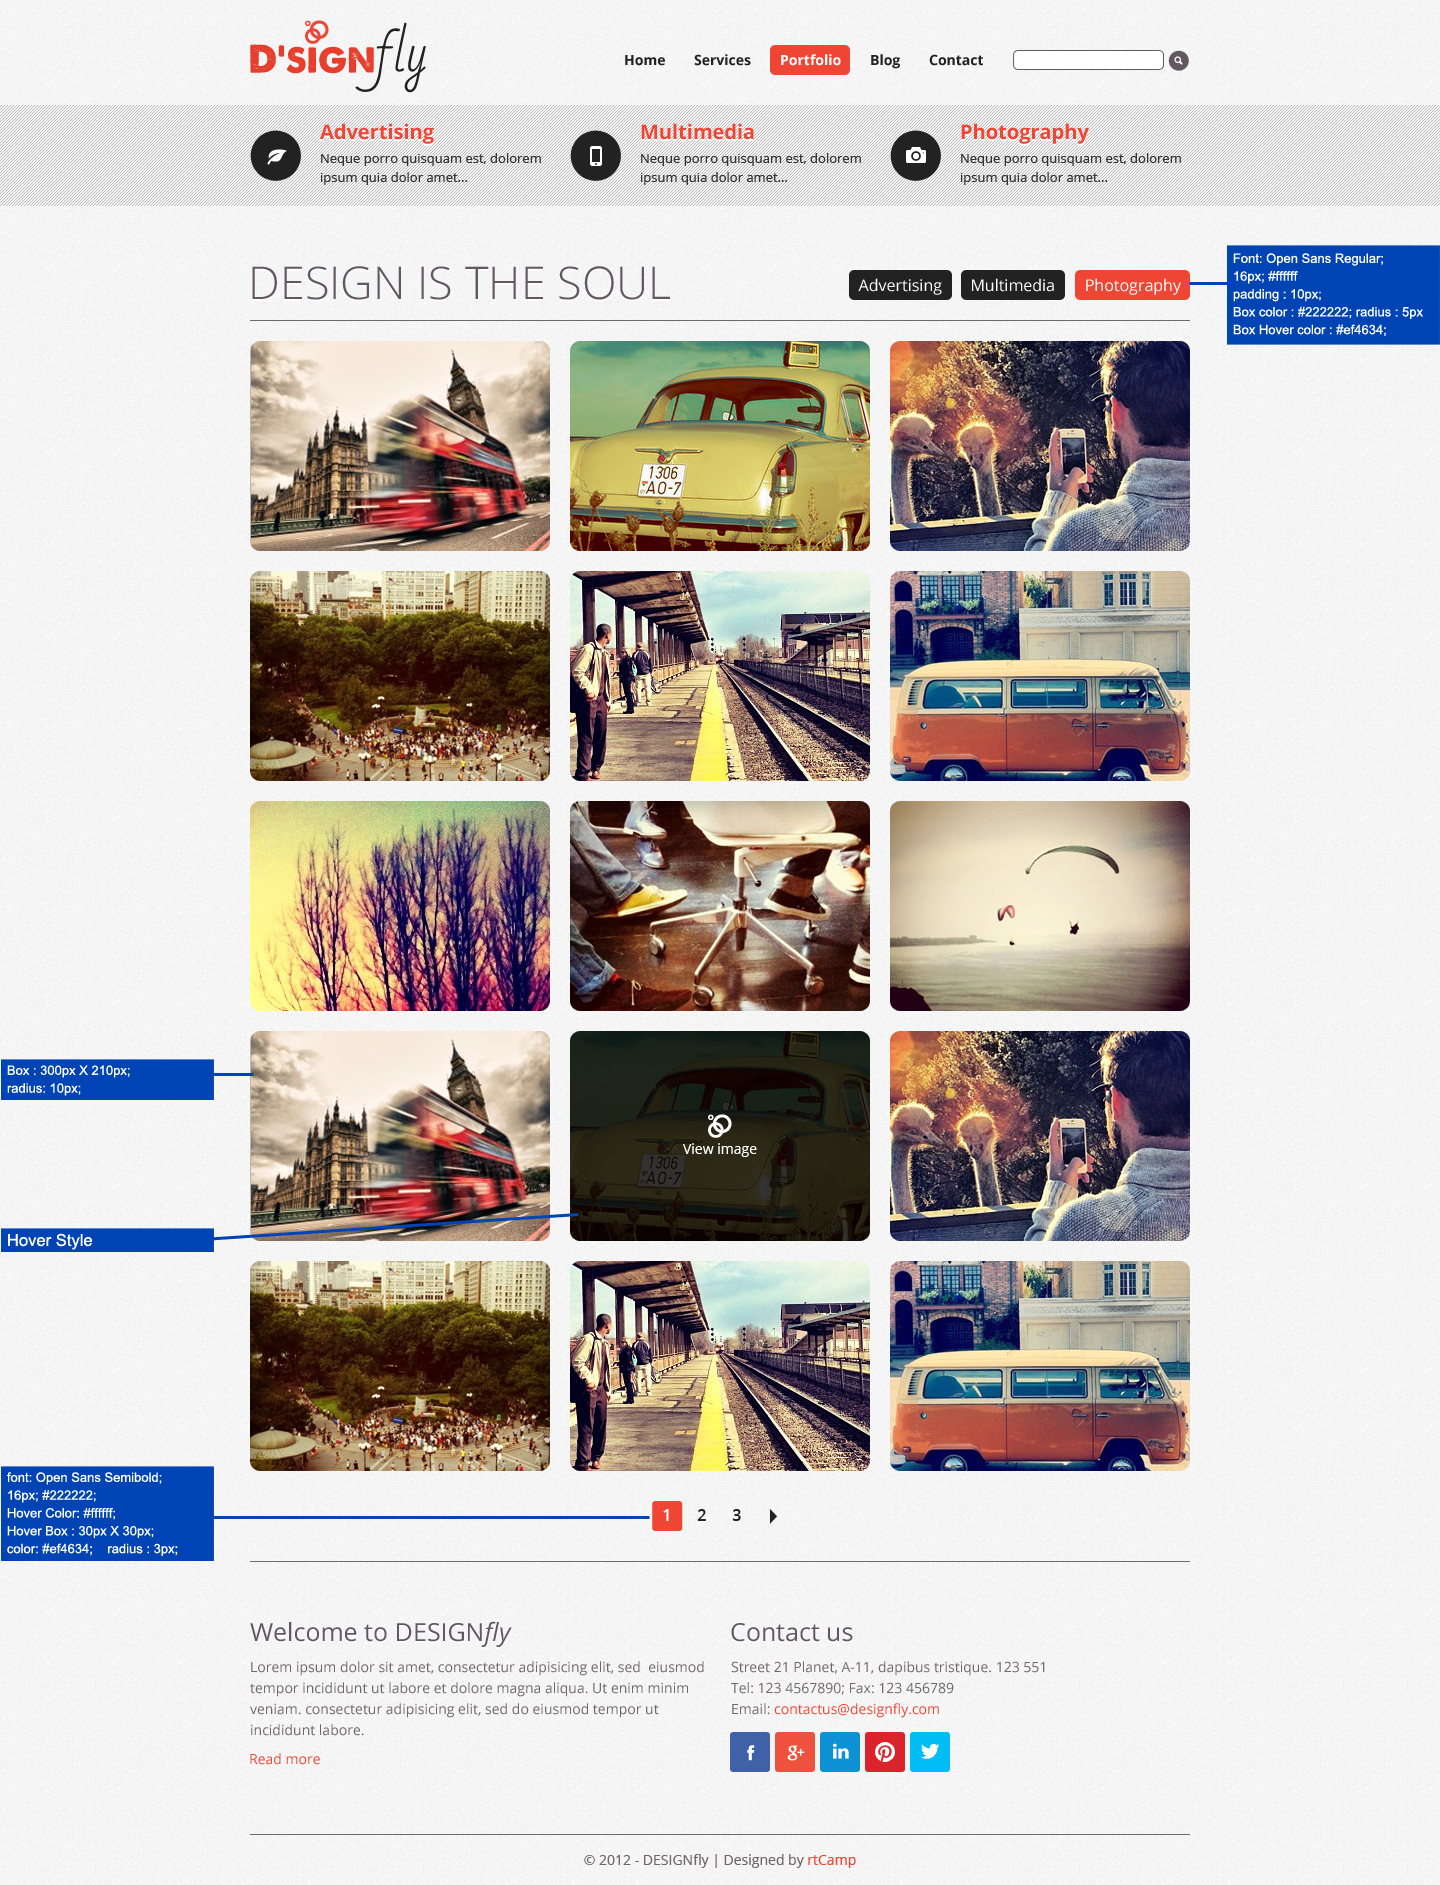 D'SIGNfly
Home Services Portfolio Blog Contact
Advertising
Neque porro quisquam est, dolorem
ipsum quia dolor amet...
Multimedia
Neque porro quisquam est, dolorem
ipsum quia dolor amet...
Photography
Neque porro quisquam est, dolorem
ipsum quia dolor amet...
DESIGN IS THE SOUL
Advertising Multimedia Photography
Font: Open Sans Regular;
16px; #ffffff
padding : 10px;
Box color : #222222; radius : 5px
Box Hover color : #ef4634;
1306
AO-7
Box : 300px X 210px;
radius: 10px;
View image
1306
AO-7
Hover Style
font: Open Sans Semibold;
16px; #222222;
Hover Color: #ffffff;
Hover Box : 30px X 30px;
color: #ef4634; radius : 3px;
1 2 3
Welcome to DESIGNfly
Lorem ipsum dolor sit amet, consectetur adipisicing elit, sed eiusmod
tempor incididunt ut labore et dolore magna aliqua. Ut enim minim
veniam. consectetur adipisicing elit, sed do eiusmod tempor ut
incididunt labore.
Read more
Contact us
Street 21 Planet, A-11, dapibus tristique. 123 551
Tel: 123 4567890; Fax: 123 456789
Email: contactus@designfly.com
f g+ in
© 2012 - DESIGNfly | Designed by rtCamp